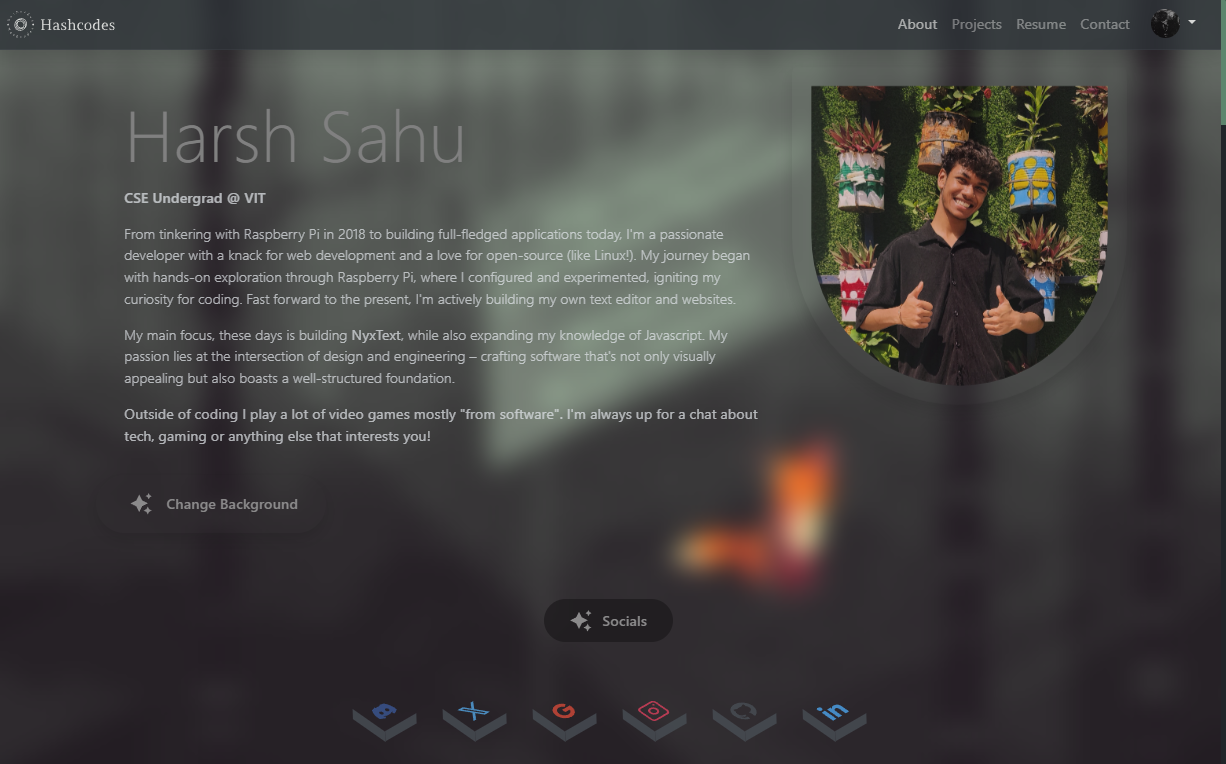 Hashcodes
About Projects Resume Contact
Harsh Sahu
CSE Undergrad @ VIT
From tinkering with Raspberry Pi in 2018 to building full-fledged applications today, I'm a passionate
developer with a knack for web development and a love for open-source (like Linux!). My journey began
with hands-on exploration through Raspberry Pi, where I configured and experimented, igniting my
curiosity for coding. Fast forward to the present, I'm actively building my own text editor and websites.
My main focus, these days is building NyxText, while also expanding my knowledge of Javascript. My
passion lies at the intersection of design and engineering – crafting software that's not only visually
appealing but also boasts a well-structured foundation.
Outside of coding I play a lot of video games mostly "from software". I'm always up for a chat about
tech, gaming or anything else that interests you!
Change Background
Socials